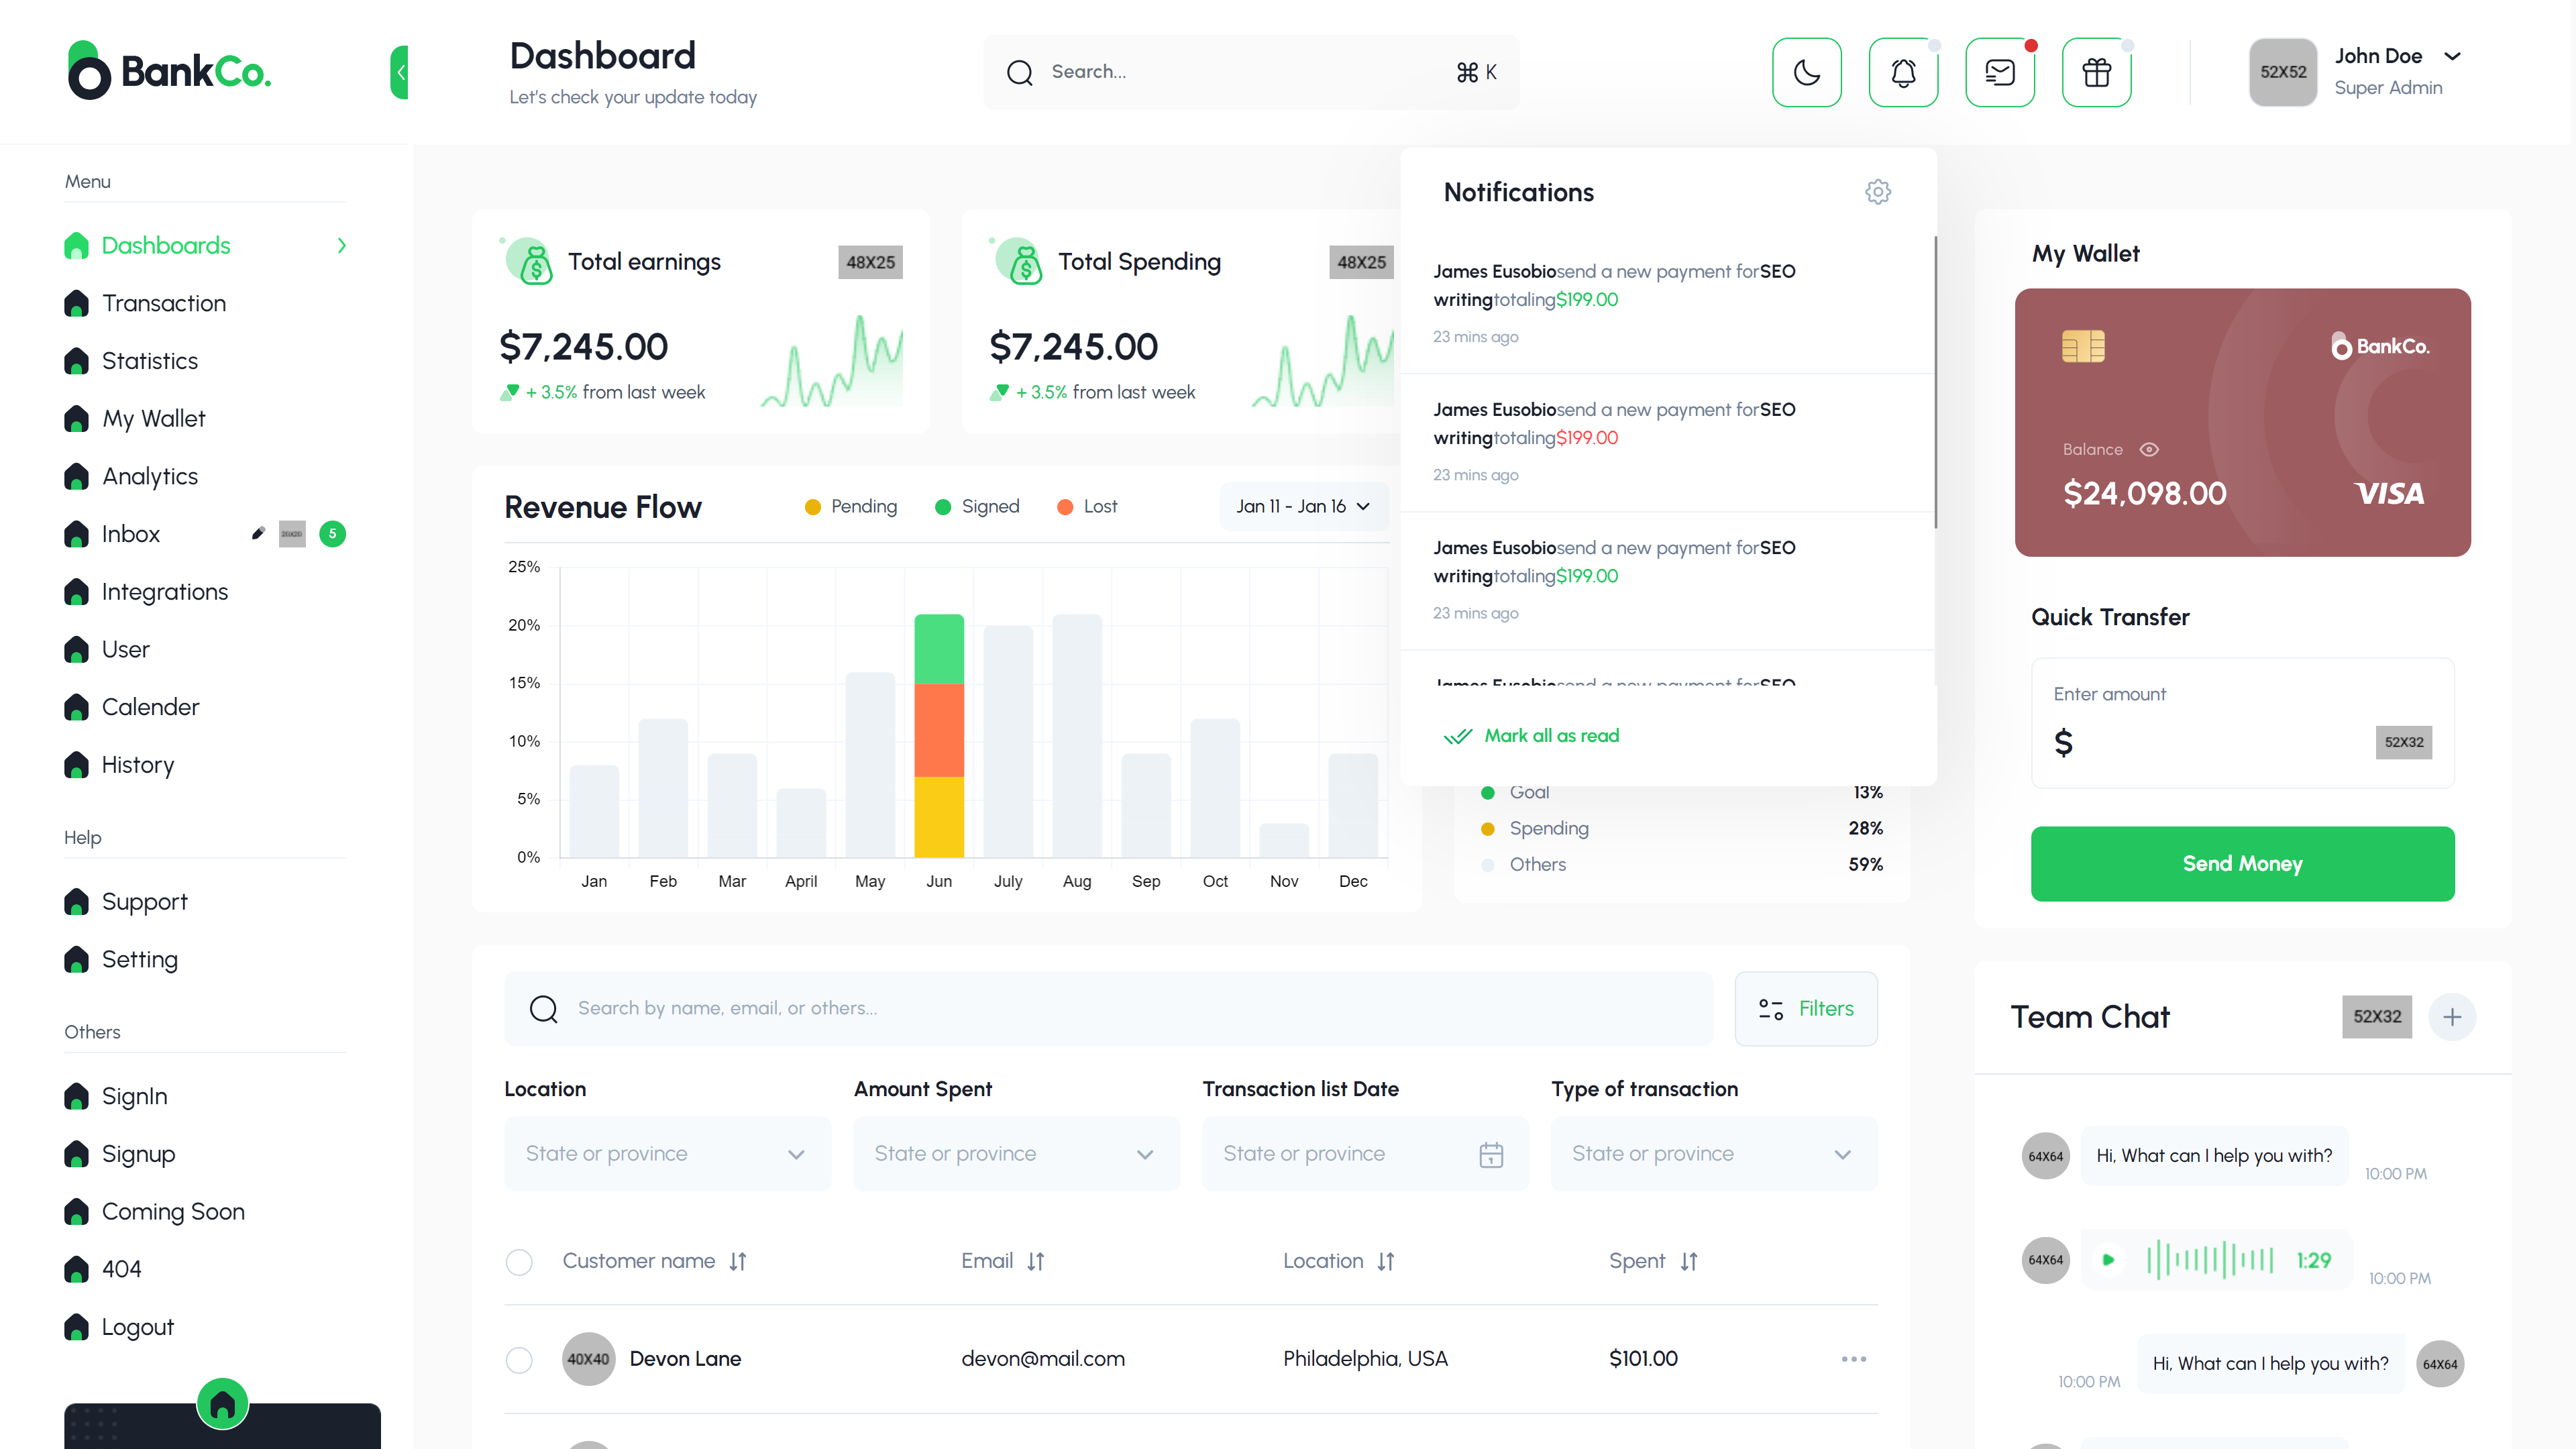 BankCo.
Dashboard
Let's check your update today
Search...
⌘ K
52X52
John Doe
Super Admin
Menu
Dashboards
Transaction
Statistics
My Wallet
Analytics
Inbox
20X20
5
Integrations
User
Calender
History
Help
Support
Setting
Others
SignIn
Signup
Coming Soon
404
Logout
Total earnings
48X25
$7,245.00
+ 3.5% from last week
Total Spending
48X25
$7,245.00
+ 3.5% from last week
Revenue Flow
Pending
Signed
Lost
Jan 11 - Jan 16
25%
20%
15%
10%
5%
0%
Jan Feb Mar April May Jun July Aug Sep Oct Nov Dec
Notifications
James Eusobiosend a new payment forSEO
writingtotaling$199.00
23 mins ago
James Eusobiosend a new payment forSEO
writingtotaling$199.00
23 mins ago
James Eusobiosend a new payment forSEO
writingtotaling$199.00
23 mins ago
James Eusobiosend a new payment forSEO
Mark all as read
Goal 13%
Spending 28%
Others 59%
My Wallet
BankCo.
Balance
$24,098.00
VISA
Quick Transfer
Enter amount
$
52X32
Send Money
Search by name, email, or others...
Filters
Location
State or province
Amount Spent
State or province
Transaction list Date
State or province
Type of transaction
State or province
Customer name Email Location Spent
40X40 Devon Lane devon@mail.com Philadelphia, USA $101.00
Team Chat
52X32
64X64
Hi, What can I help you with?
10:00 PM
64X64
1:29
10:00 PM
Hi, What can I help you with?
64X64
10:00 PM